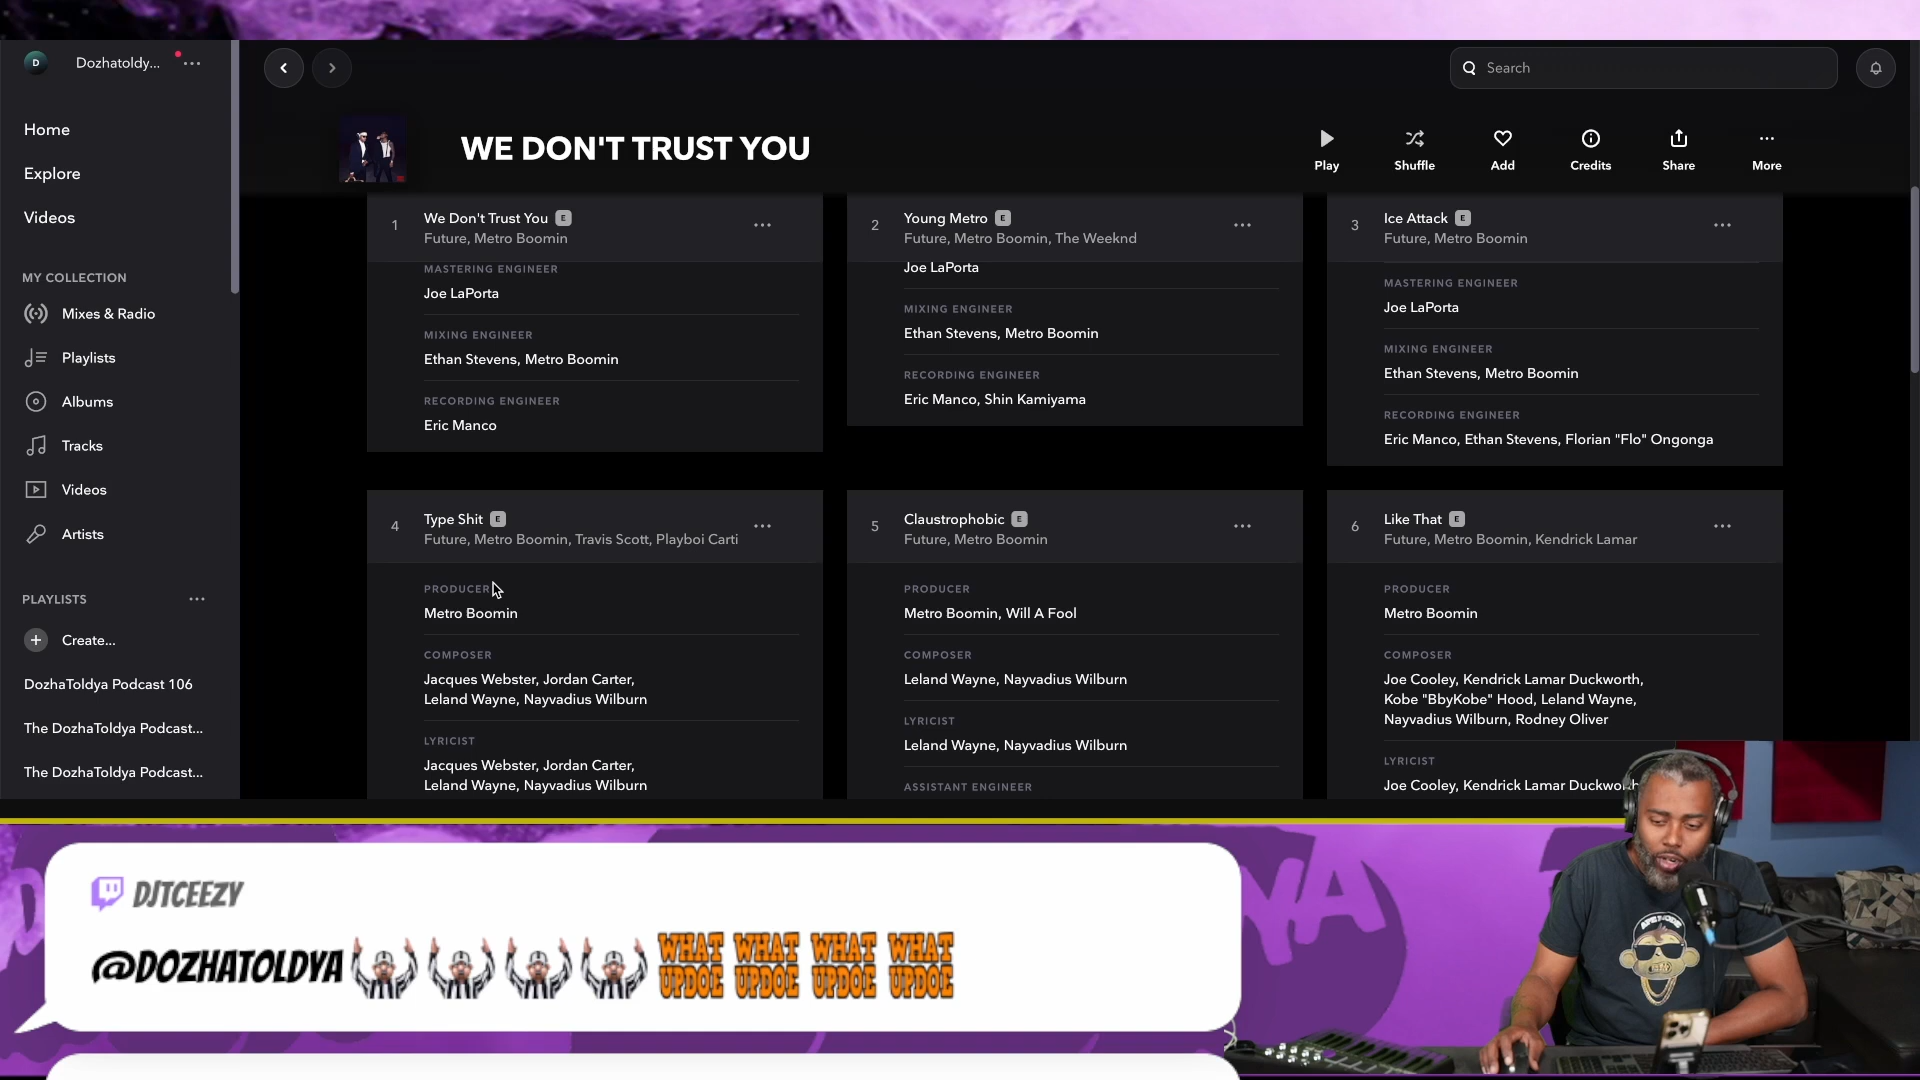 D
Dozhatoldy...
Home
Explore
Videos
MY COLLECTION
Mixes & Radio
Playlists
Albums
Tracks
Videos
Artists
PLAYLISTS
Create...
DozhaToldya Podcast 106
The DozhaToldya Podcast...
The DozhaToldya Podcast...
Search
WE DON'T TRUST YOU
Play
Shuffle
Add
Credits
Share
More
1
We Don't Trust You E
Future, Metro Boomin
MASTERING ENGINEER
Joe LaPorta
MIXING ENGINEER
Ethan Stevens, Metro Boomin
RECORDING ENGINEER
Eric Manco
2
Young Metro E
Future, Metro Boomin, The Weeknd
Joe LaPorta
MIXING ENGINEER
Ethan Stevens, Metro Boomin
RECORDING ENGINEER
Eric Manco, Shin Kamiyama
3
Ice Attack E
Future, Metro Boomin
MASTERING ENGINEER
Joe LaPorta
MIXING ENGINEER
Ethan Stevens, Metro Boomin
RECORDING ENGINEER
Eric Manco, Ethan Stevens, Florian "Flo" Ongonga
4
Type Shit E
Future, Metro Boomin, Travis Scott, Playboi Carti
PRODUCER
Metro Boomin
COMPOSER
Jacques Webster, Jordan Carter,
Leland Wayne, Nayvadius Wilburn
LYRICIST
Jacques Webster, Jordan Carter,
Leland Wayne, Nayvadius Wilburn
5
Claustrophobic E
Future, Metro Boomin
PRODUCER
Metro Boomin, Will A Fool
COMPOSER
Leland Wayne, Nayvadius Wilburn
LYRICIST
Leland Wayne, Nayvadius Wilburn
ASSISTANT ENGINEER
6
Like That E
Future, Metro Boomin, Kendrick Lamar
PRODUCER
Metro Boomin
COMPOSER
Joe Cooley, Kendrick Lamar Duckworth,
Kobe "BbyKobe" Hood, Leland Wayne,
Nayvadius Wilburn, Rodney Oliver
LYRICIST
Joe Cooley, Kendrick Lamar Duckworth
DJTCEEZY
@DOZHATOLDYA WHAT WHAT WHAT WHAT
UPDOE UPDOE UPDOE UPDOE